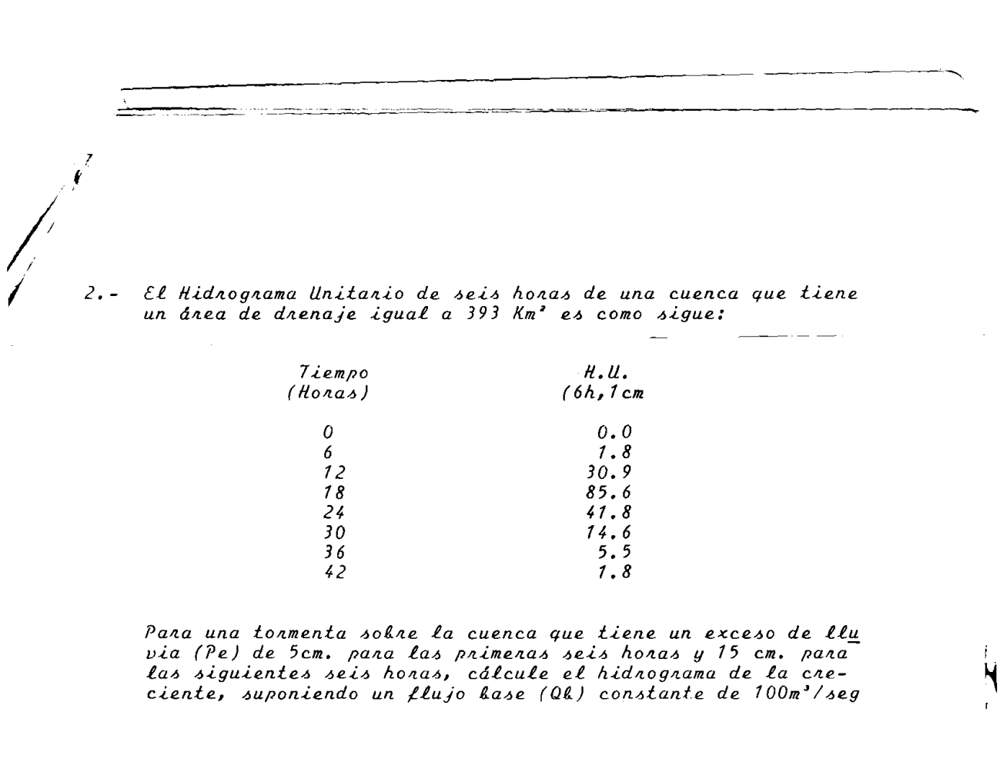 2.- El Hidrograma Unitario de seis horas de una cuenca que tiene
un área de drenaje igual a 393 Km² es como sigue:
Tiempo H.U.
(Horas) (6h,1cm
0 0.0
6 1.8
12 30.9
18 85.6
24 41.8
30 14.6
36 5.5
42 1.8
Para una tormenta sobre la cuenca que tiene un exceso de llu
via (Pe) de 5cm. para las primeras seis horas y 15 cm. para
las siguientes seis horas, cálcule el hidrograma de la cre-
ciente, suponiendo un flujo base (Qb) constante de 100m³/seg